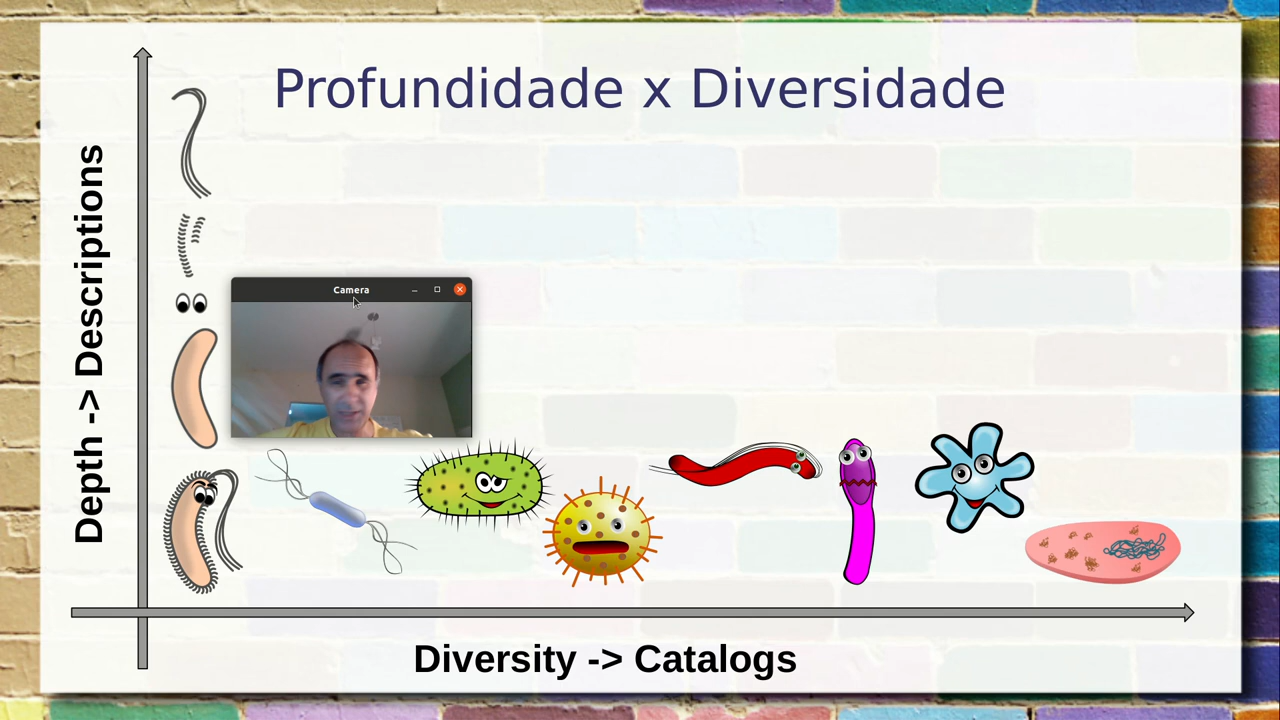 Profundidade x Diversidade
Depth -> Descriptions
Camera
Diversity -> Catalogs